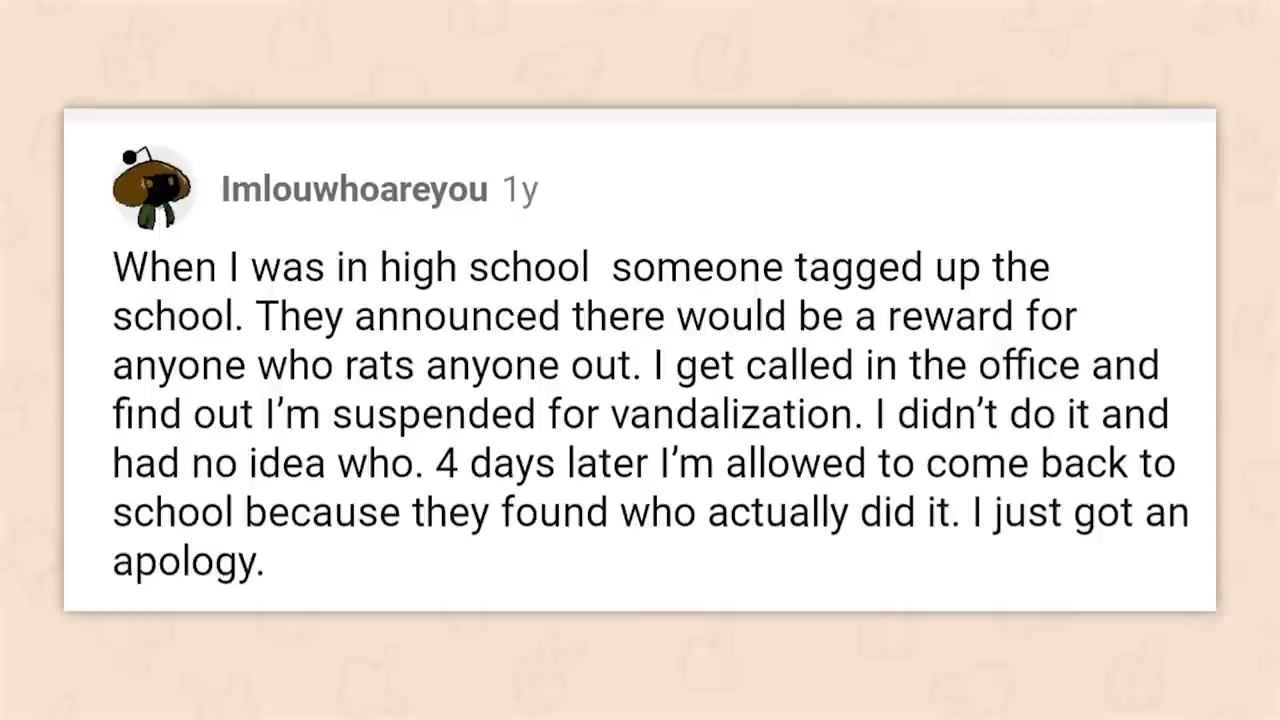 Imlouwhoareyou 1y
When I was in high school  someone tagged up the
school. They announced there would be a reward for
anyone who rats anyone out. I get called in the office and
find out I’m suspended for vandalization. I didn’t do it and
had no idea who. 4 days later I’m allowed to come back to
school because they found who actually did it. I just got an
apology.